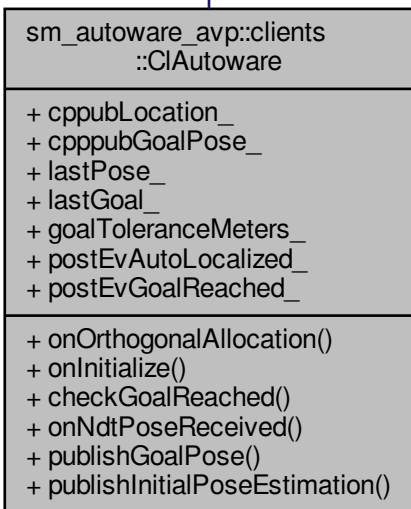 sm_autoware_avp::clients
::ClAutoware
+ cppubLocation_
+ cpppubGoalPose_
+ lastPose_
+ lastGoal_
+ goalToleranceMeters_
+ postEvAutoLocalized_
+ postEvGoalReached_
+ onOrthogonalAllocation()
+ onInitialize()
+ checkGoalReached()
+ onNdtPoseReceived()
+ publishGoalPose()
+ publishInitialPoseEstimation()